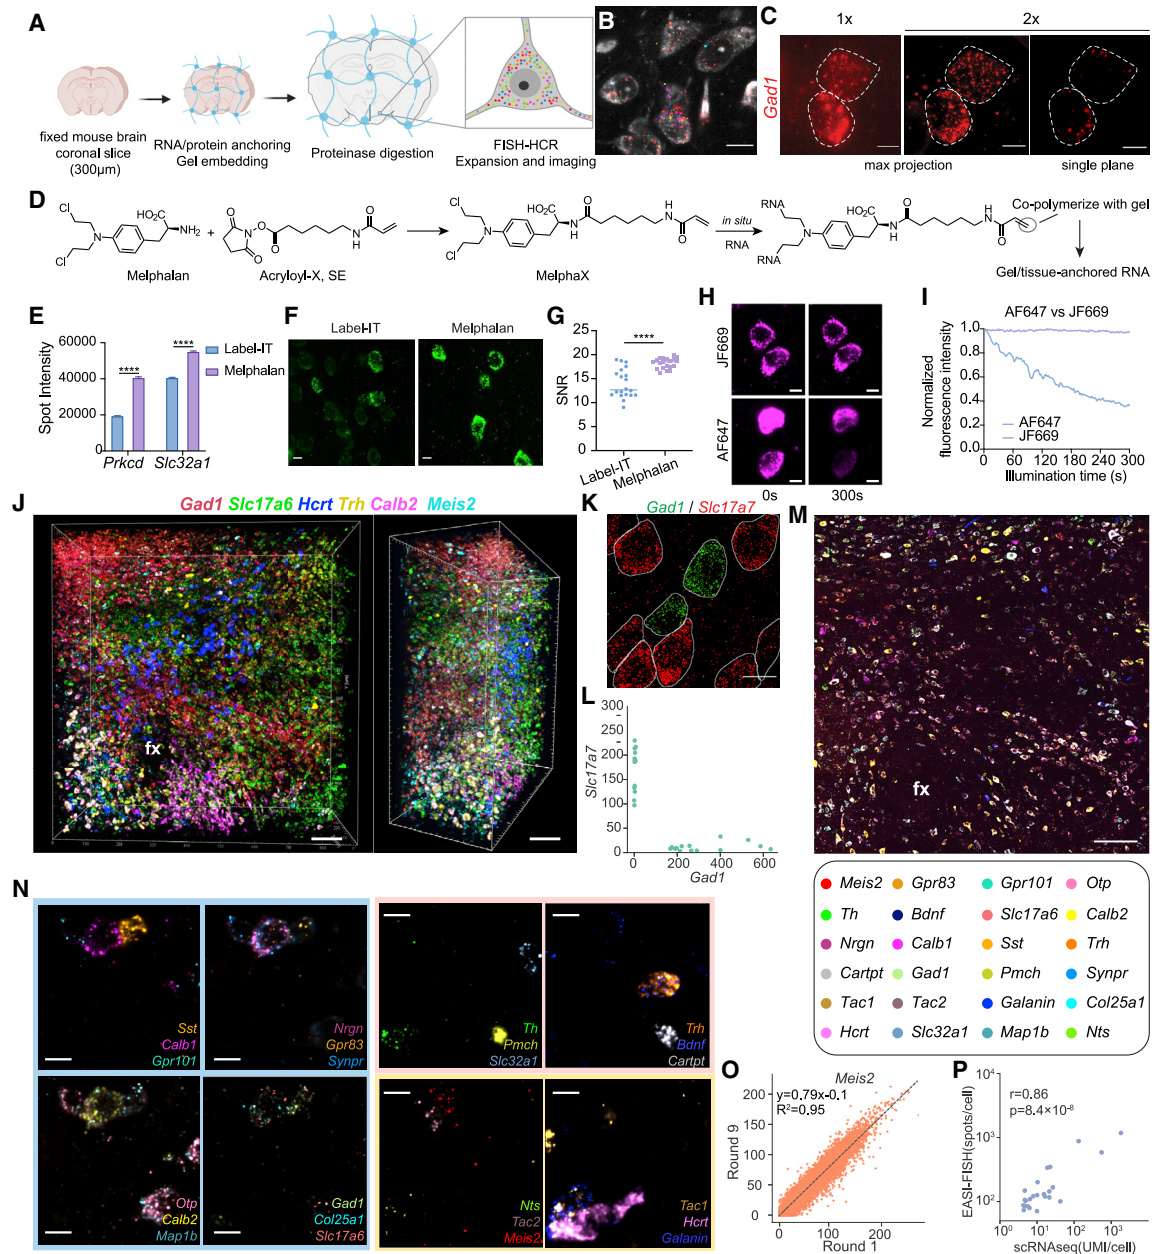 A
fixed mouse brain
coronal slice
(300µm)
RNA/protein anchoring
Gel embedding
Proteinase digestion
FISH-HCR
Expansion and imaging
B
C
1x
2x
Gad1
max projection
single plane
D
Cl
Cl
N
HO₂C
NH₂
Melphalan
+
O
N
O
O
O
N
H
O
Acryloyl-X, SE
Cl
Cl
N
HO₂C
N
H
O
H
N
O
MelphaX
in situ
RNA
RNA
RNA
N
HO₂C
N
H
O
H
N
O
Co-polymerize with gel
Gel/tissue-anchored RNA
E
Spot Intensity
60000
40000
20000
0
****
****
Label-IT
Melphalan
Prkcd
Slc32a1
F
Label-IT
Melphalan
G
SNR
25
20
15
10
5
0
****
Label-IT
Melphalan
H
JF669
AF647
0s
300s
I
AF647 vs JF669
Normalized
fluorescence intensity
1.0
0.8
0.6
0.4
0.2
0
AF647
JF669
0
60
120
180
240
300
Illumination time (s)
J
Gad1 Slc17a6 Hcrt Trh Calb2 Meis2
fx
K
Gad1 / Slc17a7
L
Slc17a7
300
250
200
150
100
50
0
0
200
400
600
Gad1
M
fx
Meis2
Gpr83
Gpr101
Otp
Th
Bdnf
Slc17a6
Calb2
Nrgn
Calb1
Sst
Trh
Cartpt
Gad1
Pmch
Synpr
Tac1
Tac2
Galanin
Col25a1
Hcrt
Slc32a1
Map1b
Nts
N
Sst
Calb1
Gpr101
Nrgn
Gpr83
Synpr
Th
Pmch
Slc32a1
Trh
Bdnf
Cartpt
Otp
Calb2
Map1b
Gad1
Col25a1
Slc17a6
Nts
Tac2
Meis2
Tac1
Hcrt
Galanin
O
Meis2
y=0.79x-0.1
R²=0.95
Round 9
200
150
100
50
0
0
50
100
200
Round 1
P
r=0.86
p=8.4×10⁻⁸
EASI-FISH(spots/cell)
10⁴
10³
10²
10⁰
10¹
10²
10³
scRNAseq(UMI/cell)